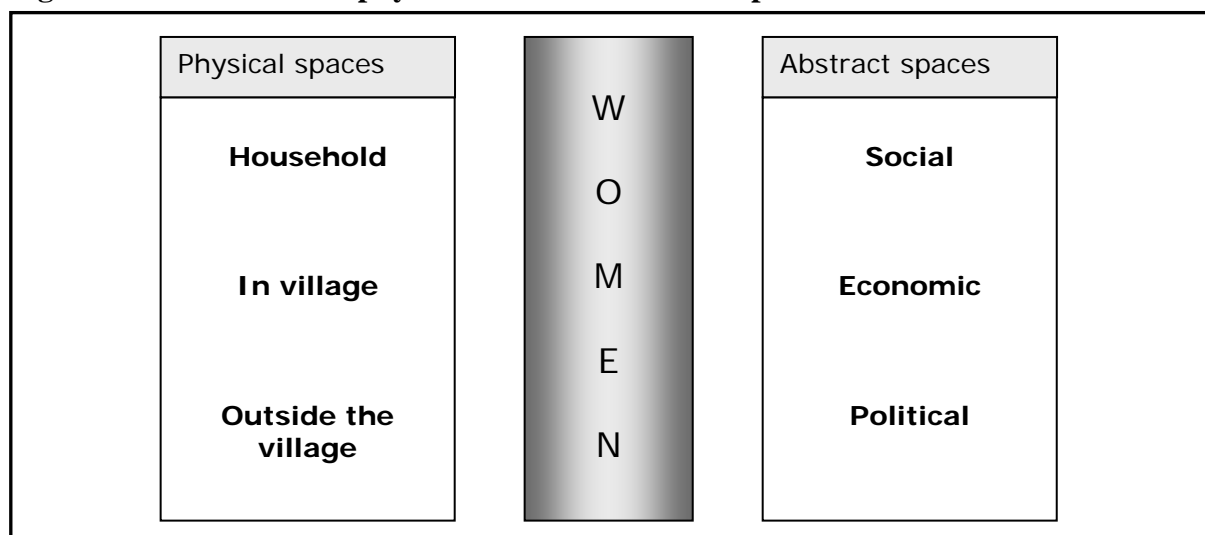 Physical spaces
Household
In village
Outside the
village
W
O
M
E
N
Abstract spaces
Social
Economic
Political